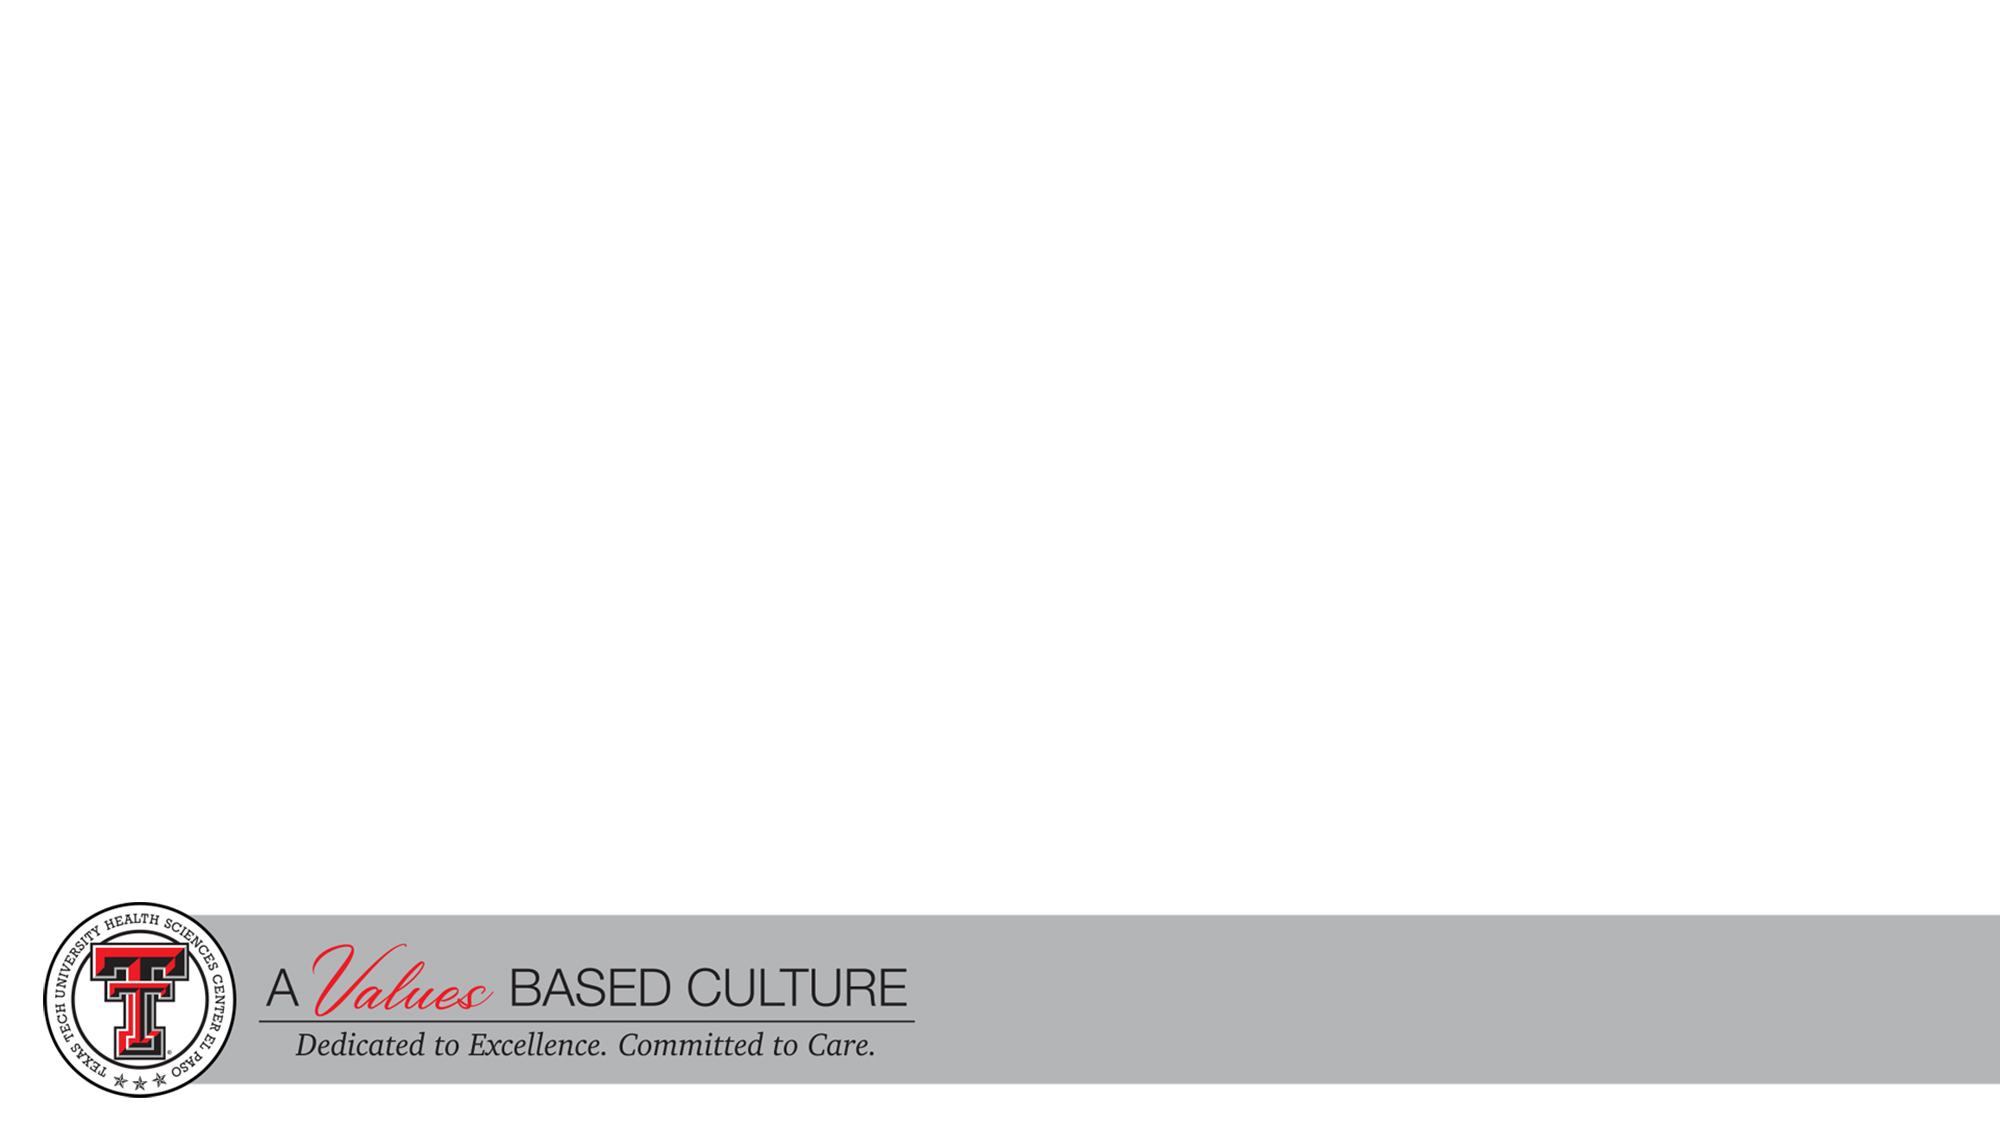 TEXAS TECH UNIVERSITY HEALTH SCIENCES CENTER EL PASO
A Values BASED CULTURE
Dedicated to Excellence. Committed to Care.